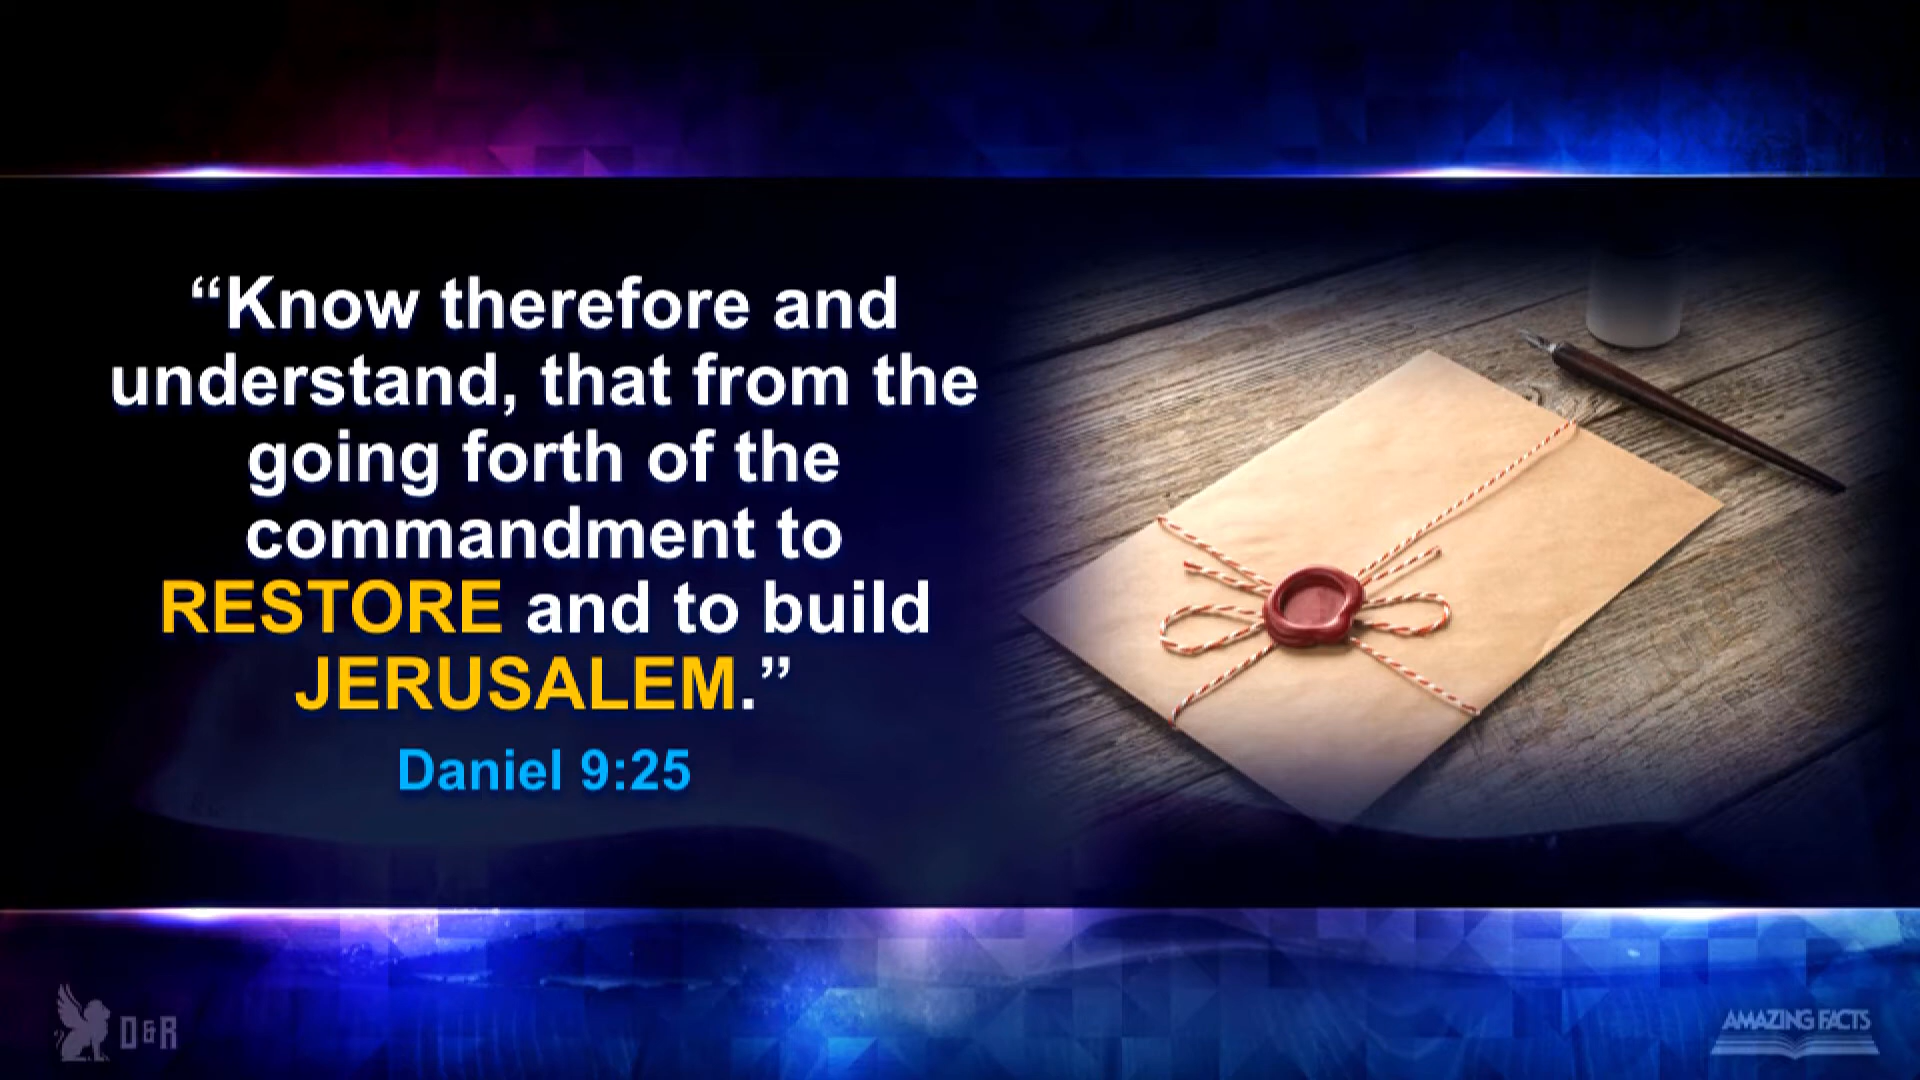 “Know therefore and
understand, that from the
going forth of the
commandment to
RESTORE and to build
JERUSALEM.”
Daniel 9:25
D&R
AMAZING FACTS